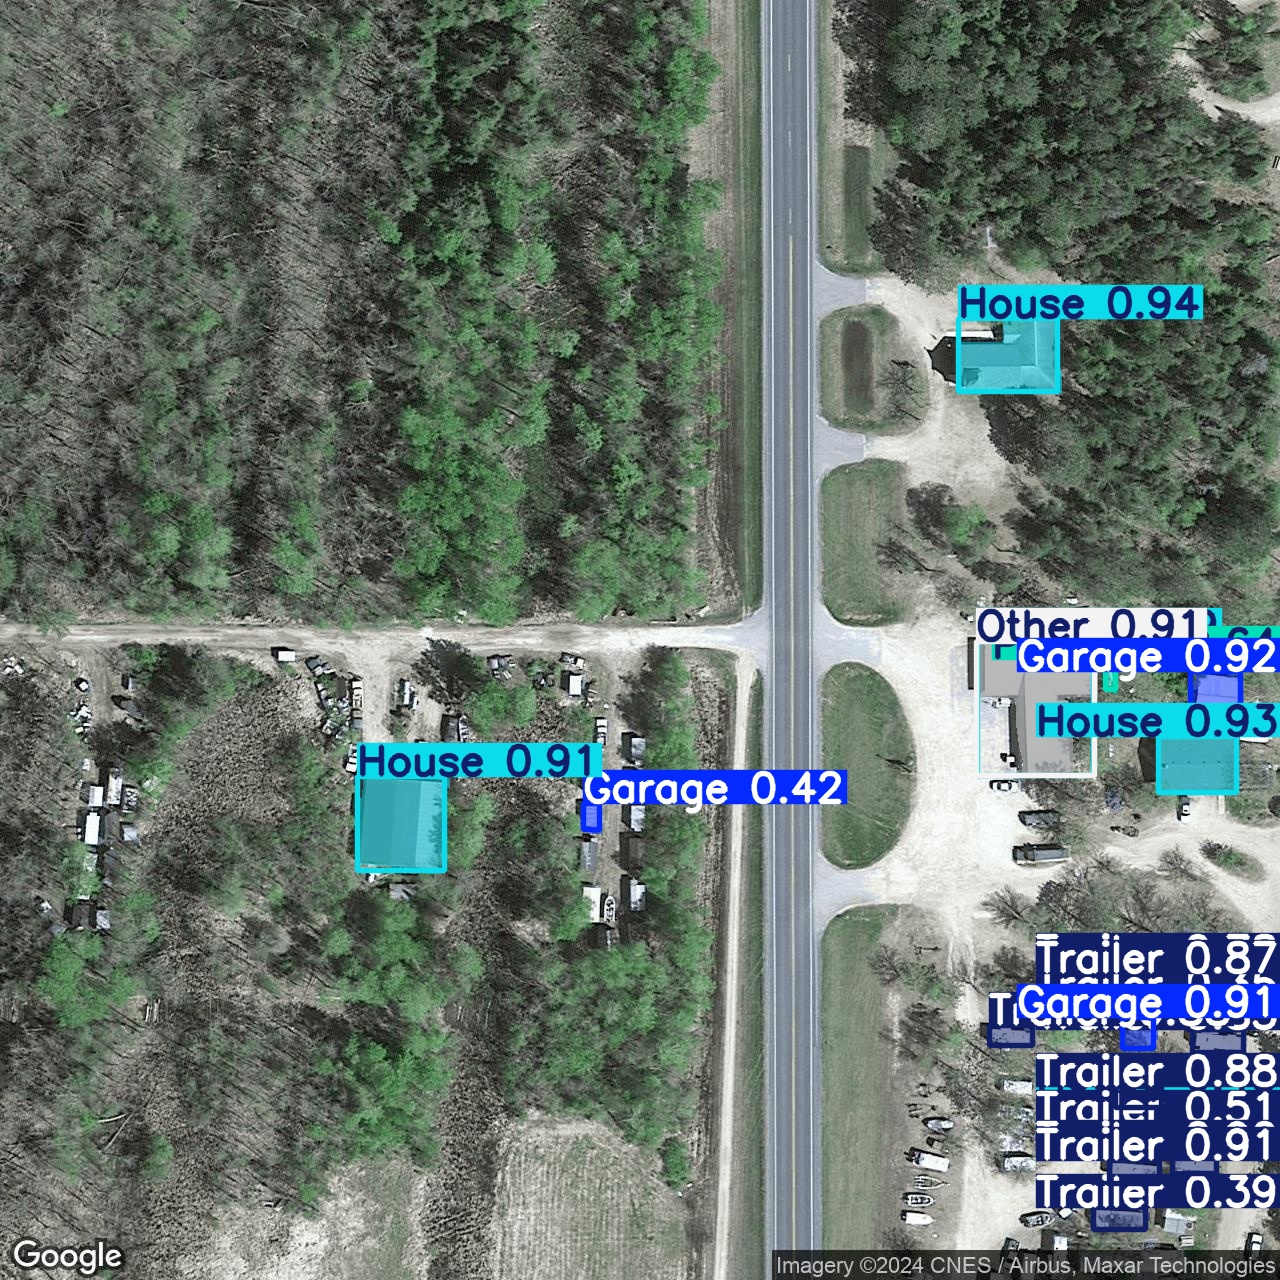 House 0.94
Other 0.91
Garage 0.92
House 0.93
House 0.91
Garage 0.42
Trailer 0.87
Garage 0.91
Trailer 0.88
Trailer 0.51
Trailer 0.91
Trailer 0.39
Google
Imagery ©2024 CNES / Airbus, Maxar Technologies